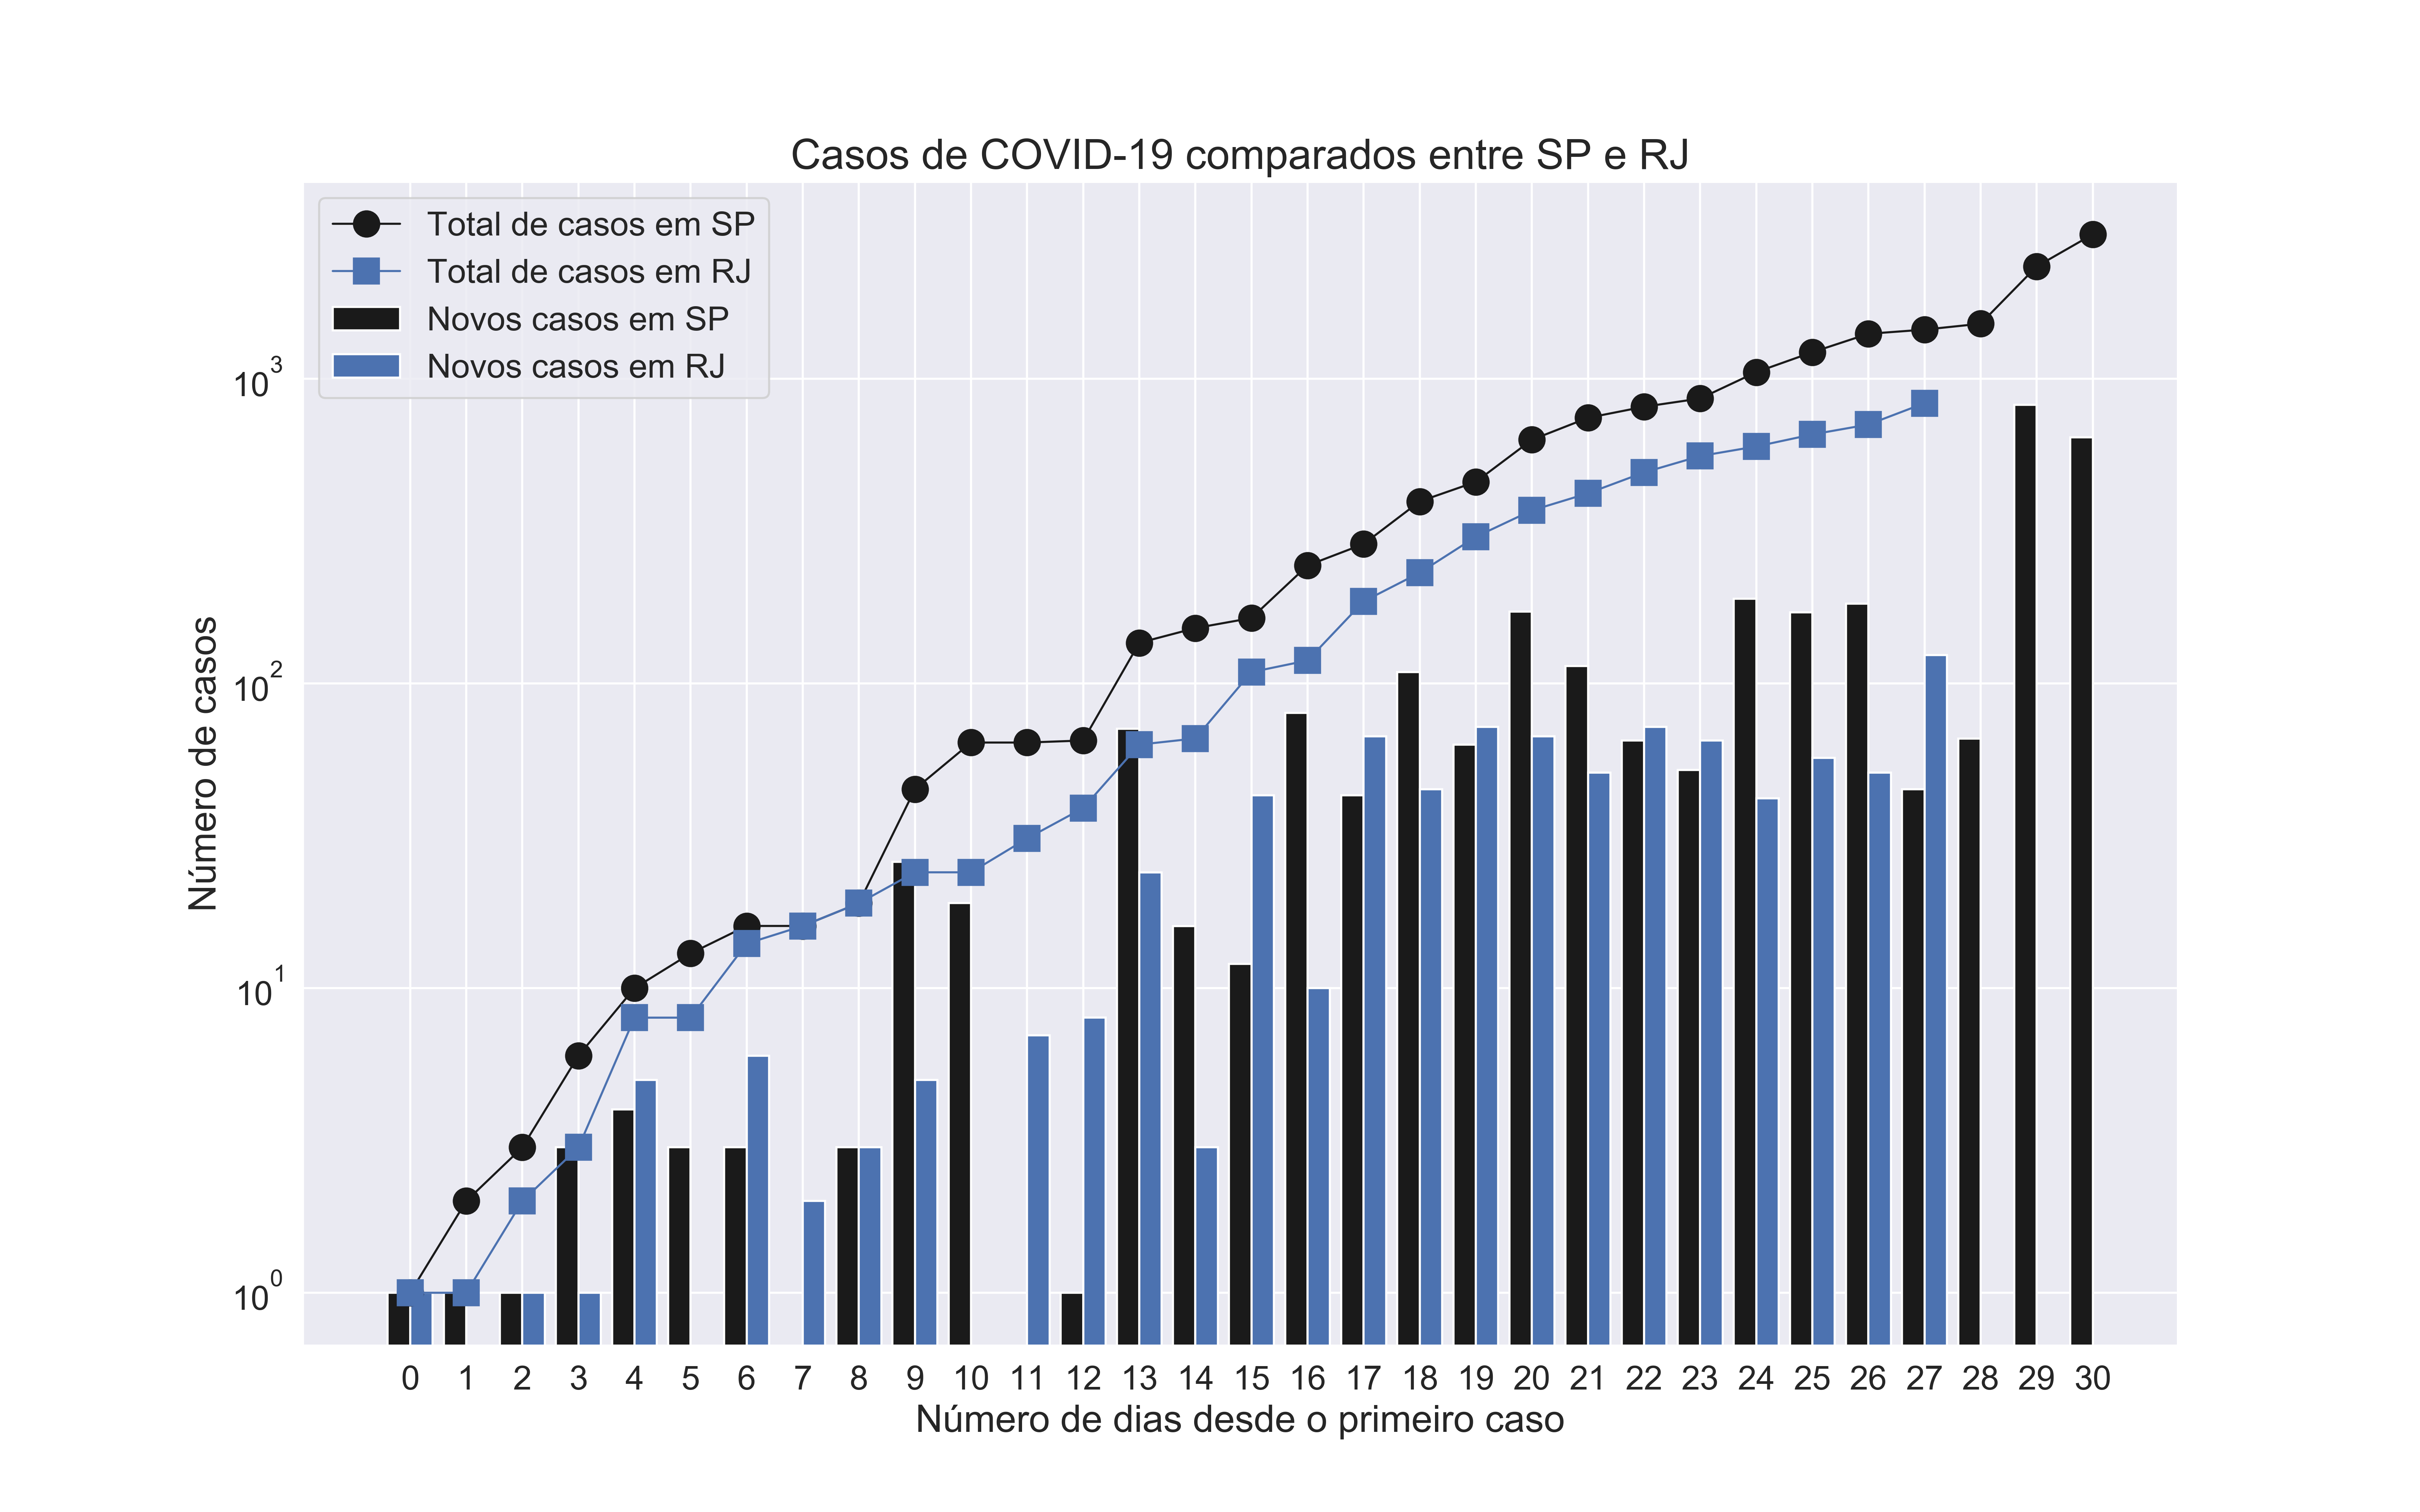 Casos de COVID-19 comparados entre SP e RJ
Total de casos em SP
Total de casos em RJ
Novos casos em SP
Novos casos em RJ
10³
10²
10¹
10⁰
Número de casos
0 1 2 3 4 5 6 7 8 9 10 11 12 13 14 15 16 17 18 19 20 21 22 23 24 25 26 27 28 29 30
Número de dias desde o primeiro caso